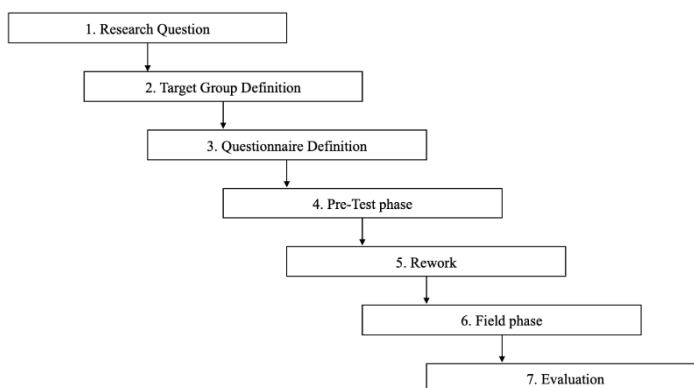 1. Research Question
2. Target Group Definition
3. Questionnaire Definition
4. Pre-Test phase
5. Rework
6. Field phase
7. Evaluation